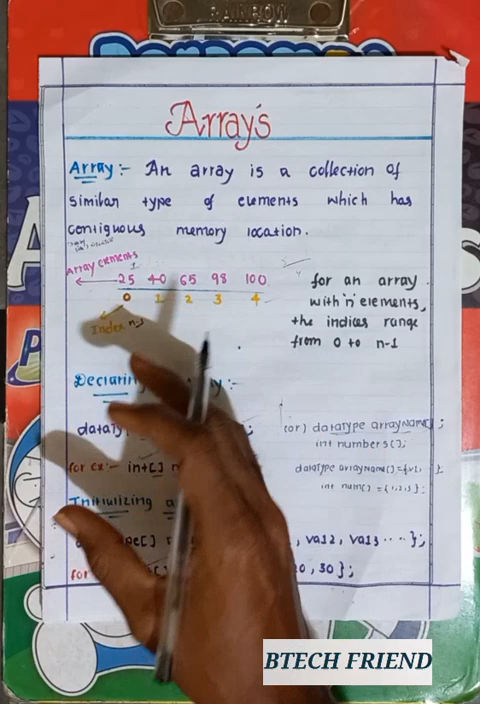 RAINBOW
Array's
Array :- An array is a collection of
similar type of elements which has
contiguous memory location.
Array elements
25 40 65 98 100
0 1 2 3 4
Index n-1
for an array
with 'n' elements,
the indices range
from 0 to n-1
Declaring :-
(or) datatype arrayName[];
int numbers[];
for ex:- int[]
datatype arrayName[]={
int num[] = {1,2,3};
Initializing
, val2, val3 ....};
for , 30};
BTECH FRIEND